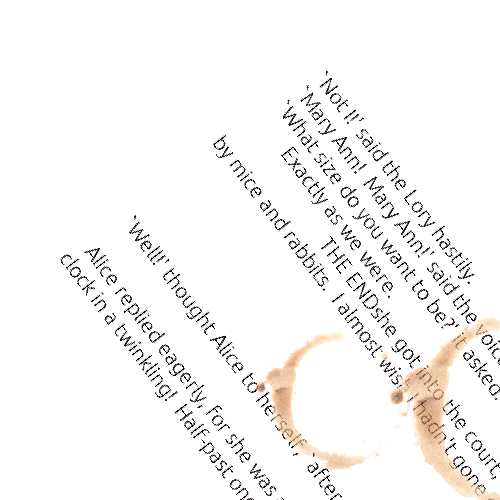 `Not I!' said the Lory hastily.
`Mary Ann!  Mary Ann!' said the voice
`What size do you want to be?' it asked.
Exactly as we were.
THE ENDshe got into the court,
by mice and rabbits.  I almost wish I hadn't gone
`Well!' thought Alice to herself, `after
Alice replied eagerly, for she was
clock in a twinkling!  Half-past one